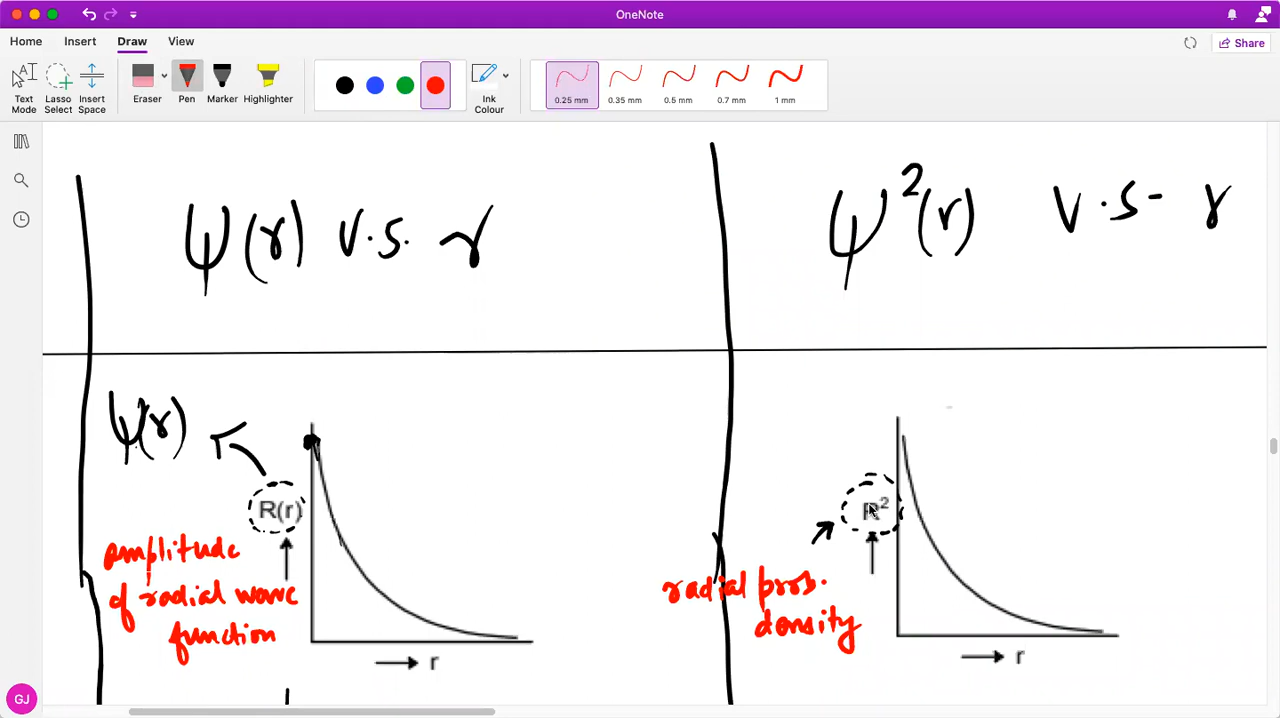 OneNote
Home Insert Draw View
Share
Text Mode
Lasso Select
Insert Space
Eraser
Pen
Marker
Highlighter
Ink Colour
0.25 mm
0.35 mm
0.5 mm
0.7 mm
1 mm
ψ(r) v.s. r
ψ²(r) v.s- r
ψ(r)
R(r)
amplitude
of radial wave
function
r
R²
radial prob.
density
r
GJ